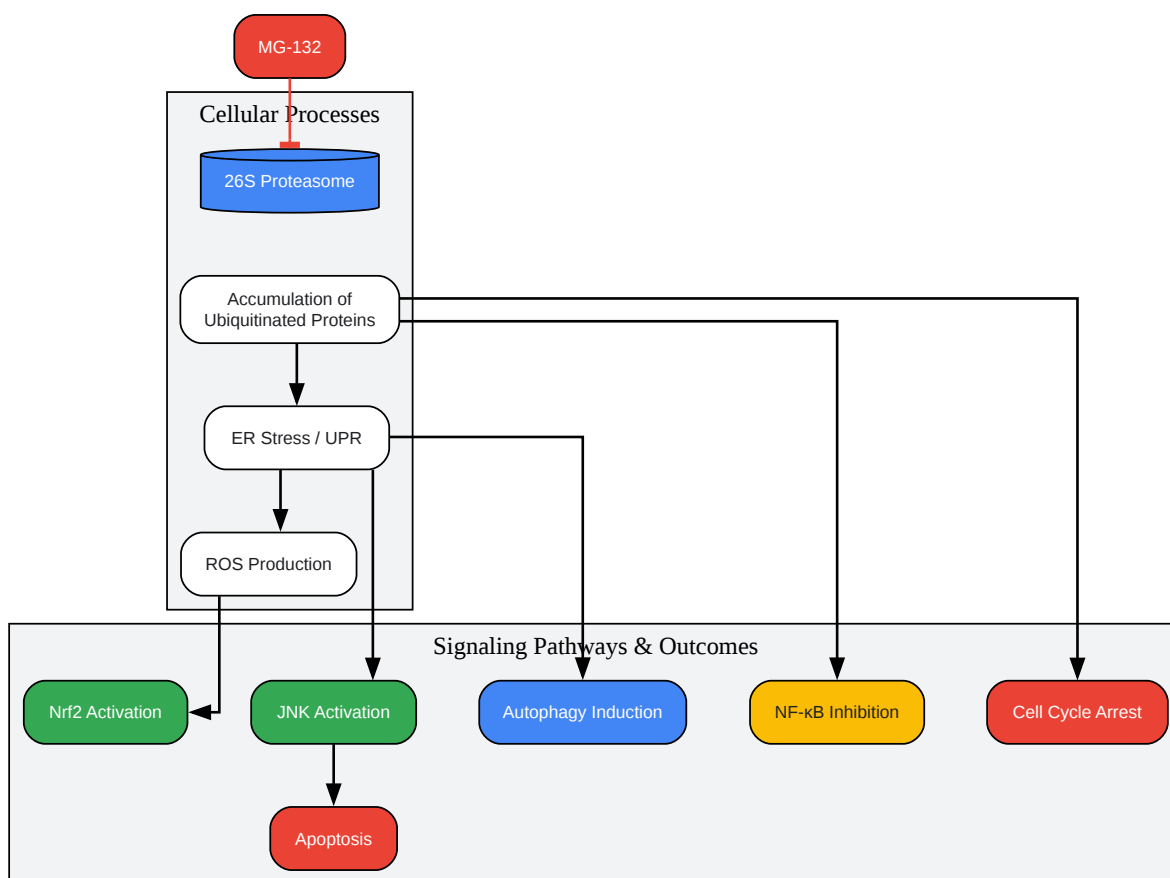 MG-132
Cellular Processes
26S Proteasome
Accumulation of
Ubiquitinated Proteins
ER Stress / UPR
ROS Production
Signaling Pathways & Outcomes
Nrf2 Activation
JNK Activation
Autophagy Induction
NF-κB Inhibition
Cell Cycle Arrest
Apoptosis